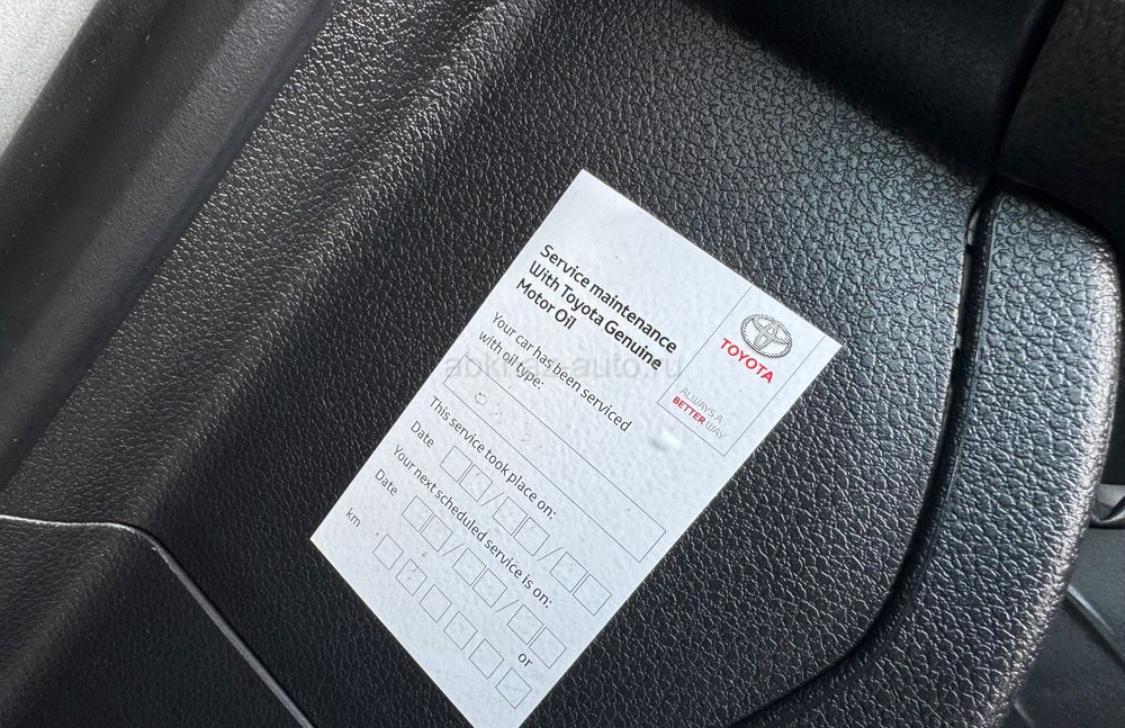 Service maintenance
With Toyota Genuine
Motor Oil
TOYOTA
ALWAYS A
BETTER WAY
Your car has been serviced
with oil type:
This service took place on:
Date
Your next scheduled service is on:
Date
or
km